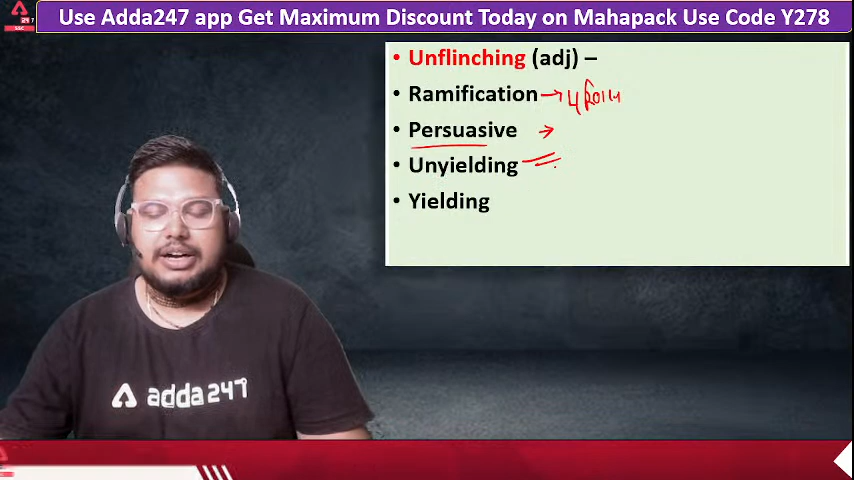 Use Adda247 app Get Maximum Discount Today on Mahapack Use Code Y278
• Unflinching (adj) –
• Ramification
• Persuasive
• Unyielding
• Yielding
adda247